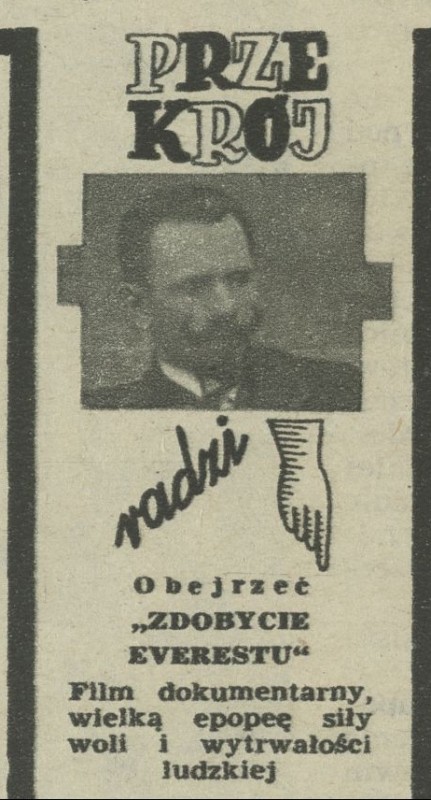 PRZE
KRÓJ
radzi
Obejrzeć
„ZDOBYCIE
EVERESTU“
Film dokumentarny,
wielką epopeę siły
woli i wytrwałości
ludzkiej